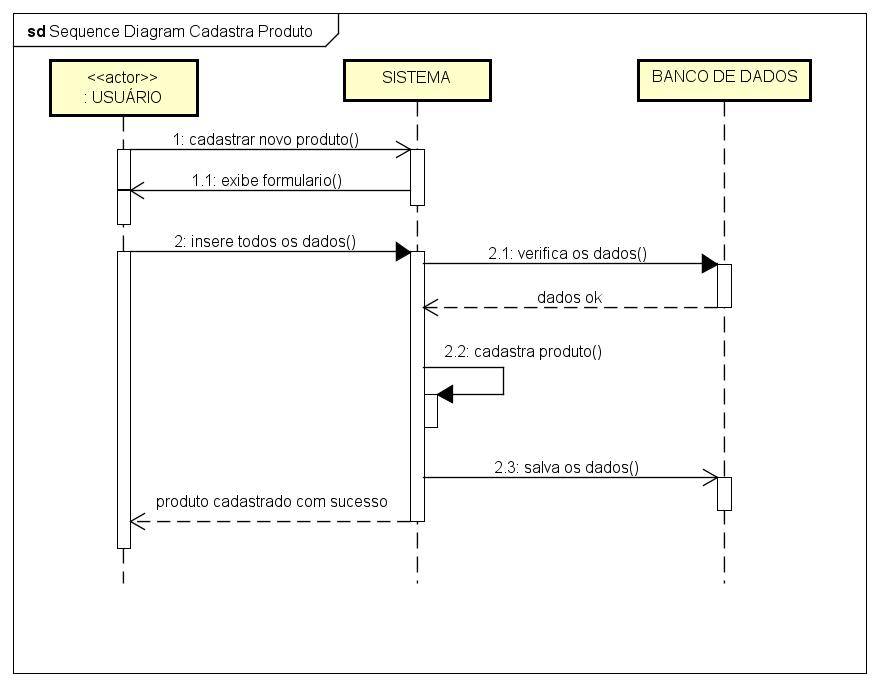 sd Sequence Diagram Cadastra Produto
<<actor>>
: USUÁRIO
SISTEMA
BANCO DE DADOS
1: cadastrar novo produto()
1.1: exibe formulario()
2: insere todos os dados()
2.1: verifica os dados()
dados ok
2.2: cadastra produto()
2.3: salva os dados()
produto cadastrado com sucesso